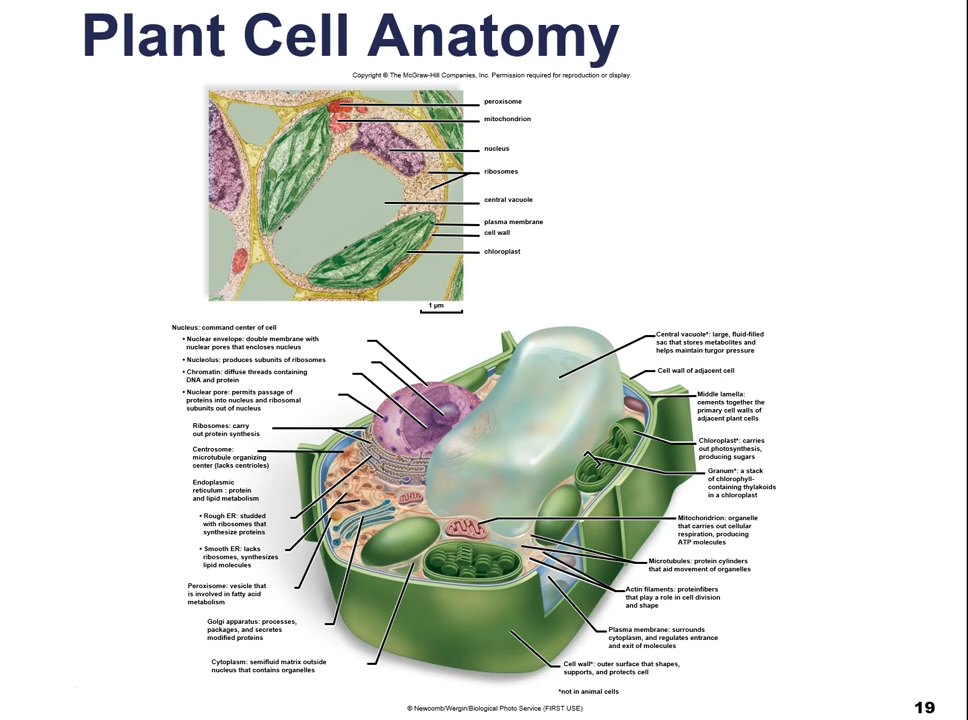 Plant Cell Anatomy
Copyright © The McGraw-Hill Companies, Inc. Permission required for reproduction or display.
peroxisome
mitochondrion
nucleus
ribosomes
central vacuole
plasma membrane
cell wall
chloroplast
1 µm
Nucleus: command center of cell
• Nuclear envelope: double membrane with
nuclear pores that encloses nucleus
• Nucleolus: produces subunits of ribosomes
• Chromatin: diffuse threads containing
DNA and protein
• Nuclear pore: permits passage of
proteins into nucleus and ribosomal
subunits out of nucleus
Ribosomes: carry
out protein synthesis
Centrosome:
microtubule organizing
center (lacks centrioles)
Endoplasmic
reticulum : protein
and lipid metabolism
• Rough ER: studded
with ribosomes that
synthesize proteins
• Smooth ER: lacks
ribosomes, synthesizes
lipid molecules
Peroxisome: vesicle that
is involved in fatty acid
metabolism
Golgi apparatus: processes,
packages, and secretes
modified proteins
Cytoplasm: semifluid matrix outside
nucleus that contains organelles
Central vacuole*: large, fluid-filled
sac that stores metabolites and
helps maintain turgor pressure
Cell wall of adjacent cell
Middle lamella:
cements together the
primary cell walls of
adjacent plant cells
Chloroplast*: carries
out photosynthesis,
producing sugars
Granum*: a stack
of chlorophyll-
containing thylakoids
in a chloroplast
Mitochondrion: organelle
that carries out cellular
respiration, producing
ATP molecules
Microtubules: protein cylinders
that aid movement of organelles
Actin filaments: proteinfibers
that play a role in cell division
and shape
Plasma membrane: surrounds
cytoplasm, and regulates entrance
and exit of molecules
Cell wall*: outer surface that shapes,
supports, and protects cell
*not in animal cells
© Newcomb/Wergin/Biological Photo Service (FIRST USE)
19